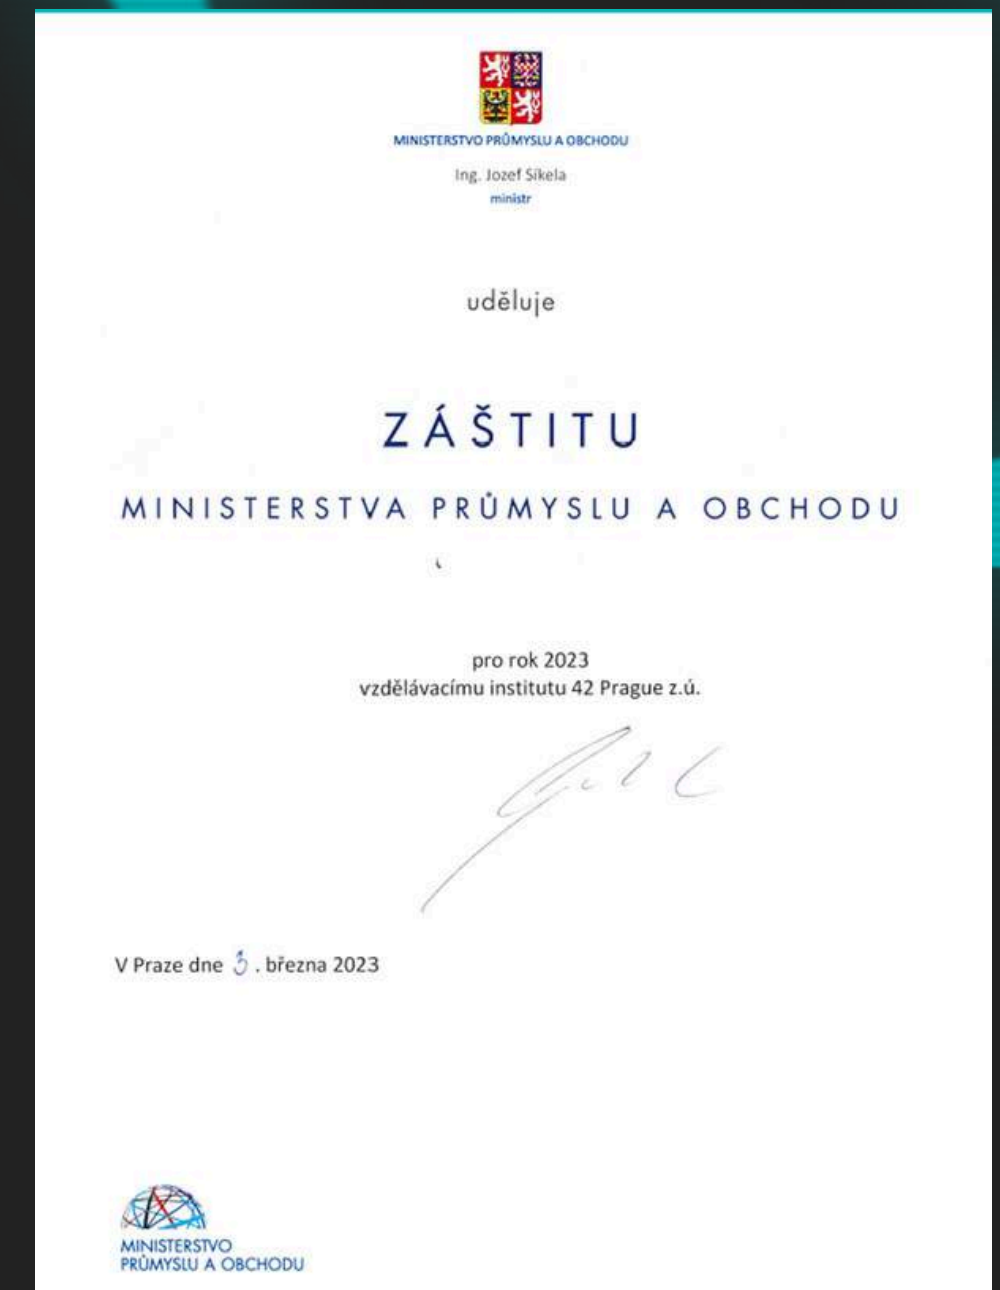 MINISTERSTVO PRŮMYSLU A OBCHODU
Ing. Jozef Síkela
ministr
uděluje
ZÁŠTITU
MINISTERSTVA PRŮMYSLU A OBCHODU
pro rok 2023
vzdělávacímu institutu 42 Prague z.ú.
V Praze dne 3. března 2023
MINISTERSTVO
PRŮMYSLU A OBCHODU